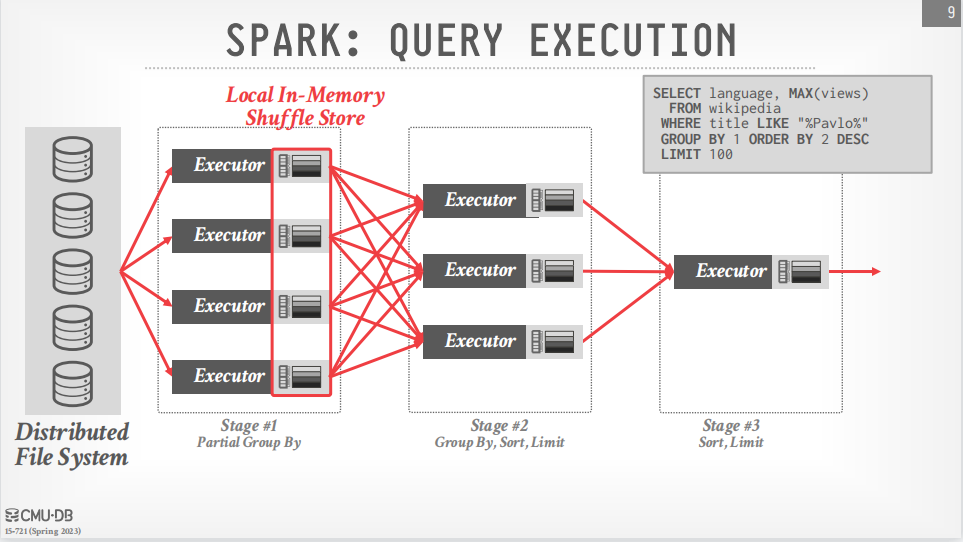 9
SPARK: QUERY EXECUTION
Local In-Memory
Shuffle Store
SELECT language, MAX(views)
FROM wikipedia
WHERE title LIKE "%Pavlo%"
GROUP BY 1 ORDER BY 2 DESC
LIMIT 100
Executor
Executor
Executor
Executor
Executor
Executor
Executor
Executor
Distributed
File System
Stage #1
Partial Group By
Stage #2
Group By, Sort, Limit
Stage #3
Sort, Limit
CMU·DB
15-721 (Spring 2023)